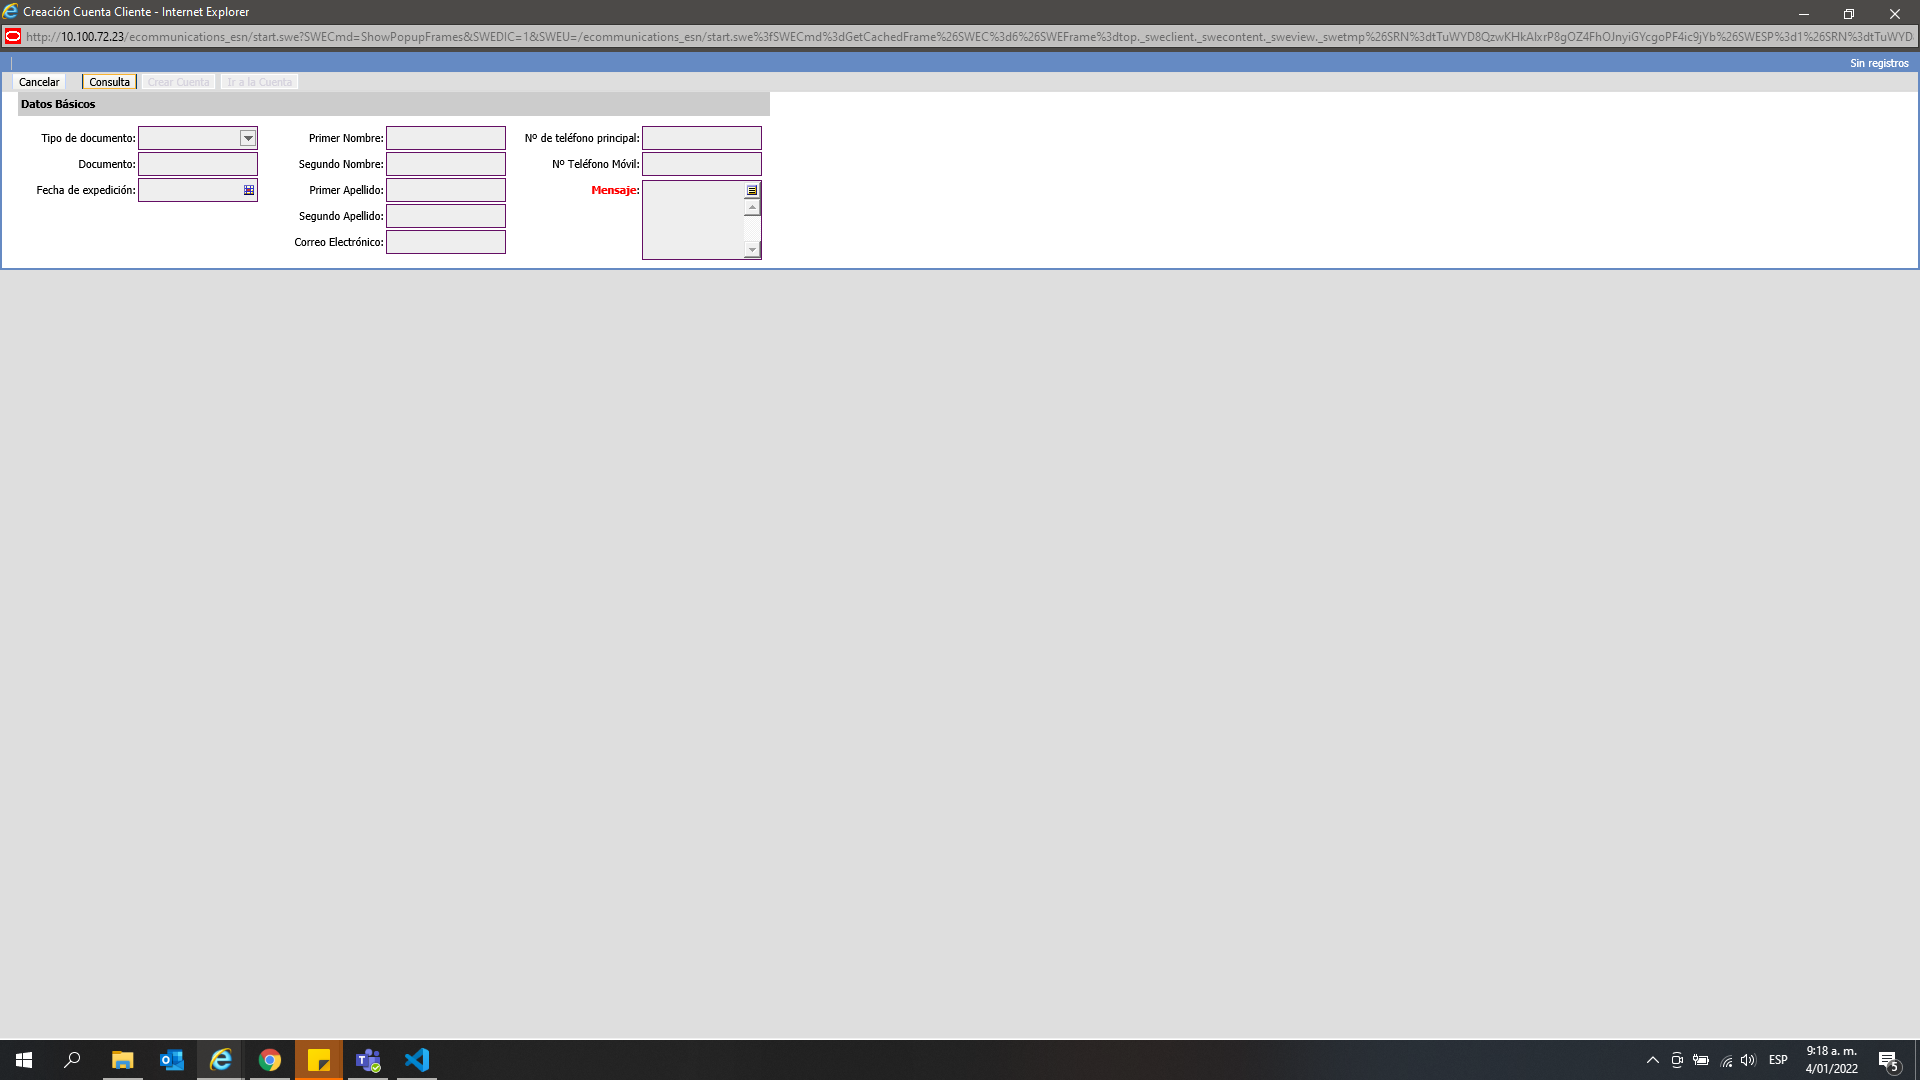 Creación Cuenta Cliente - Internet Explorer
http://10.100.72.23/ecommunications_esn/start.swe?SWECmd=ShowPopupFrames&SWEDIC=1&SWEU=/ecommunications_esn/start.swe%3fSWECmd%3dGetCachedFrame%26SWEC%3d6%26SWEFrame%3dtop._sweclient._swecontent._sweview._swetmp%26SRN%3dtTuWYD8QzwKHkAlxrP8gOZ4FhOJnyiGYcgoPF4ic9jYb%26SWESP%3d1%26SRN%3dtTuWYD
Sin registros
Cancelar Consulta Crear Cuenta Ir a la Cuenta
Datos Básicos
Tipo de documento: Primer Nombre: Nº de teléfono principal:
Documento: Segundo Nombre: Nº Teléfono Móvil:
Fecha de expedición: Primer Apellido: Mensaje:
Segundo Apellido:
Correo Electrónico:
ESP
9:18 a. m.
4/01/2022
5